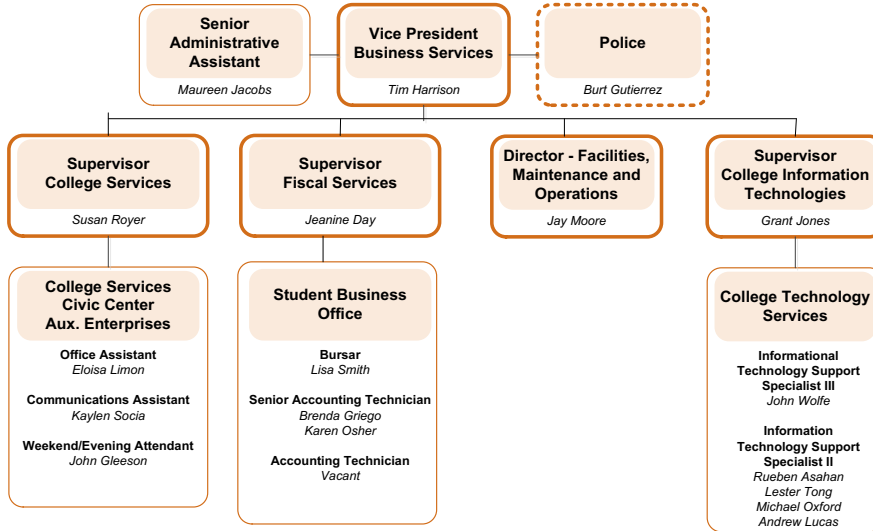 Senior
Administrative
Assistant
Maureen Jacobs
Vice President
Business Services
Tim Harrison
Police
Burt Gutierrez
Supervisor
College Services
Susan Royer
Supervisor
Fiscal Services
Jeanine Day
Director - Facilities,
Maintenance and
Operations
Jay Moore
Supervisor
College Information
Technologies
Grant Jones
College Services
Civic Center
Aux. Enterprises
Office Assistant
Eloisa Limon
Communications Assistant
Kaylen Socia
Weekend/Evening Attendant
John Gleeson
Student Business
Office
Bursar
Lisa Smith
Senior Accounting Technician
Brenda Griego
Karen Osher
Accounting Technician
Vacant
College Technology
Services
Informational
Technology Support
Specialist III
John Wolfe
Information
Technology Support
Specialist II
Rueben Asahan
Lester Tong
Michael Oxford
Andrew Lucas